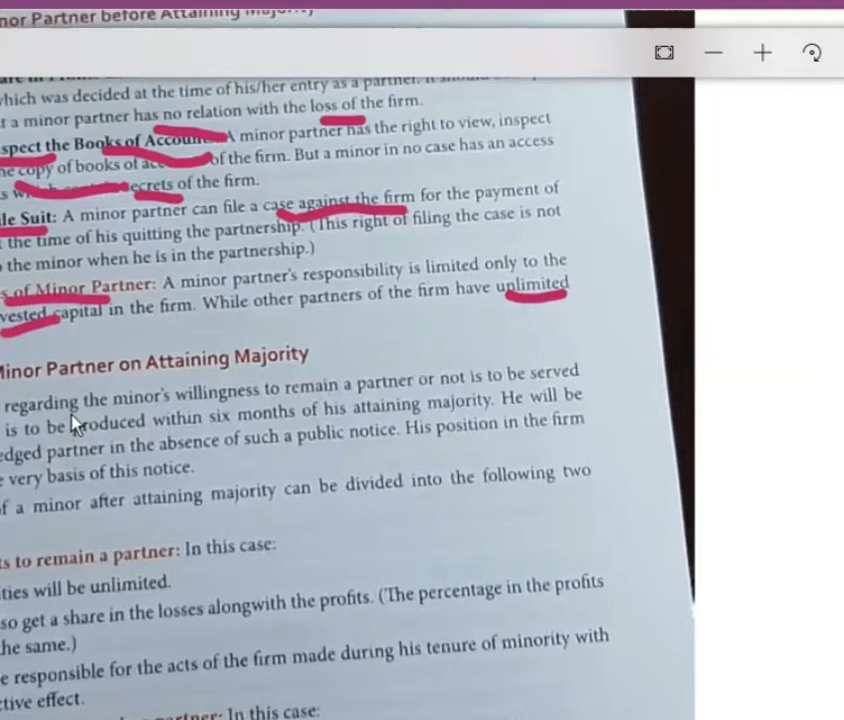 nor Partner before Attaining Majority
which was decided at the time of his/her entry as a partner. It
f a minor partner has no relation with the loss of the firm.
spect the Books of Account A minor partner has the right to view, inspect
he copy of books of of the firm. But a minor in no case has an access
s ecrets of the firm.
le Suit: A minor partner can file a case against the firm for the payment of
t the time of his quitting the partnership. (This right of filing the case is not
o the minor when he is in the partnership.)
s of Minor Partner: A minor partner's responsibility is limited only to the
vested capital in the firm. While other partners of the firm have unlimited
Minor Partner on Attaining Majority
regarding the minor's willingness to remain a partner or not is to be served
is to be produced within six months of his attaining majority. He will be
edged partner in the absence of such a public notice. His position in the firm
e very basis of this notice.
f a minor after attaining majority can be divided into the following two
ts to remain a partner: In this case:
ties will be unlimited.
so get a share in the losses alongwith the profits. (The percentage in the profits
he same.)
e responsible for the acts of the firm made during his tenure of minority with
ctive effect.
artner: In this case: